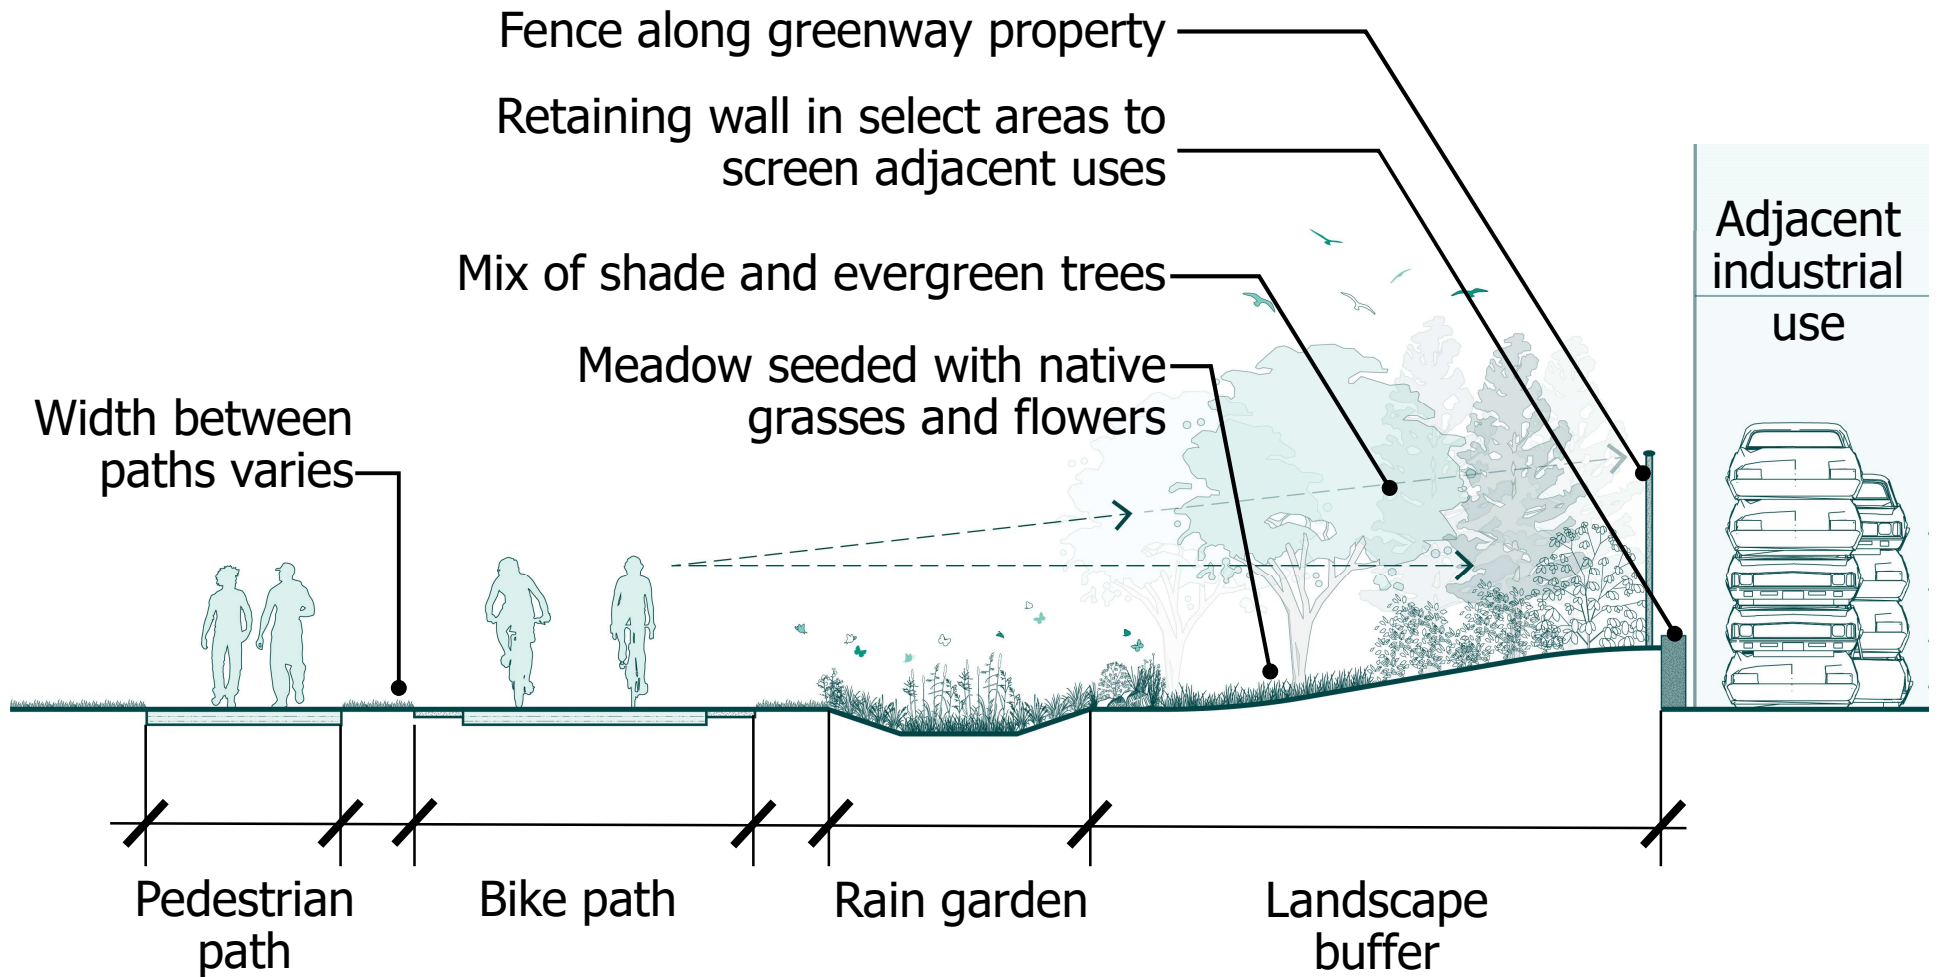 Fence along greenway property
Retaining wall in select areas to
screen adjacent uses
Adjacent
industrial
use
Mix of shade and evergreen trees
Meadow seeded with native
grasses and flowers
Width between
paths varies
Pedestrian
path
Bike path
Rain garden
Landscape
buffer